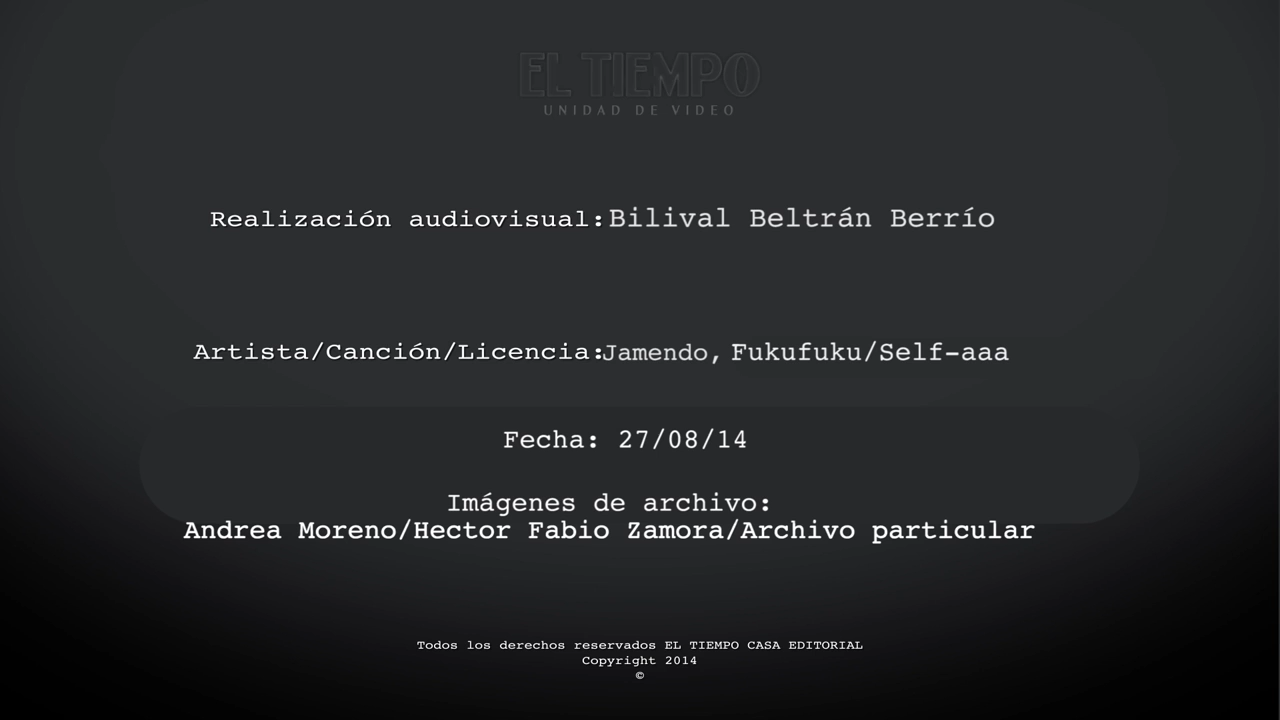 EL TIEMPO
UNIDAD DE VIDEO
Realización audiovisual: Bilival Beltrán Berrío
Artista/Canción/Licencia: Jamendo, Fukufuku/Self-aaa
Fecha: 27/08/14
Imágenes de archivo:
Andrea Moreno/Hector Fabio Zamora/Archivo particular
Todos los derechos reservados EL TIEMPO CASA EDITORIAL
Copyright 2014
©